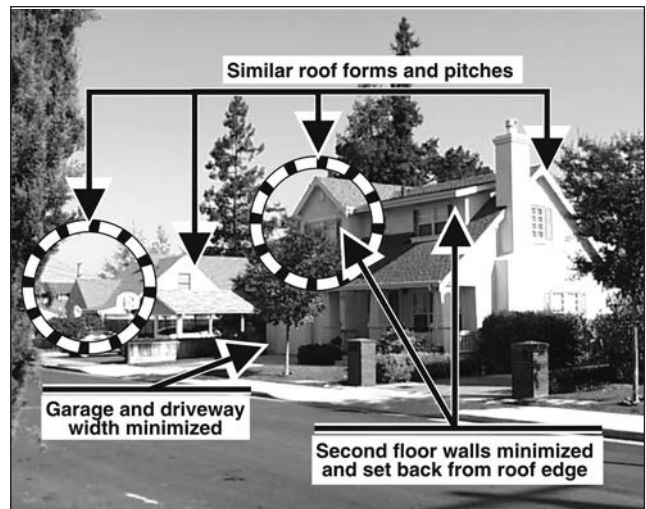 Similar roof forms and pitches
Garage and driveway
width minimized
Second floor walls minimized
and set back from roof edge